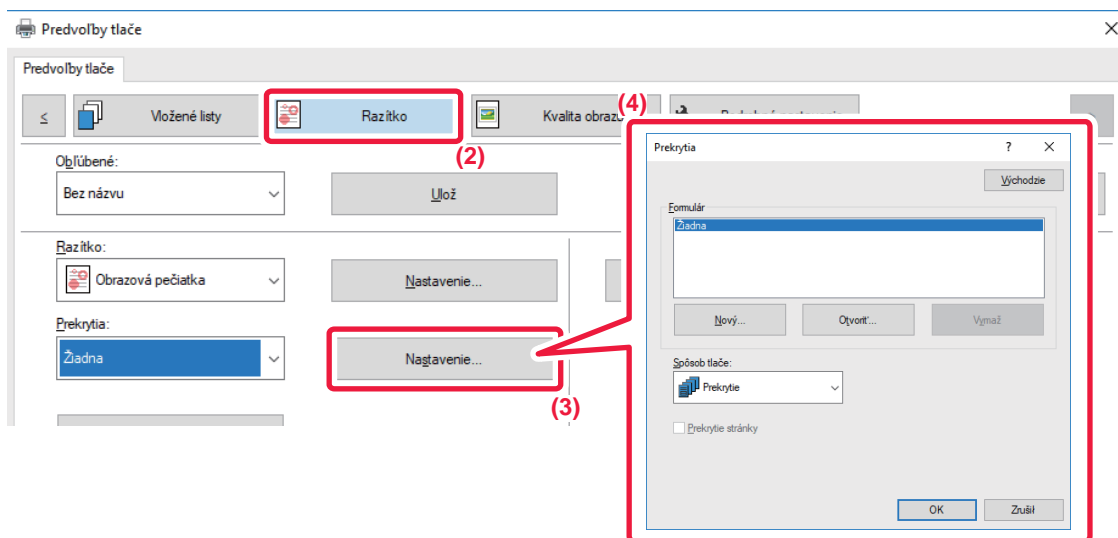 Predvoľby tlače
Predvoľby tlače
<
Vložené listy
Razítko
Kvalita obrazu
(4)
(2)
Obľúbené:
Bez názvu
Ulož
Razítko:
Obrazová pečiatka
Nastavenie...
Prekrytia:
Žiadna
Nastavenie...
(3)
Prekrytia
?
Východzie
Formulár
Žiadna
Nový...
Otvoriť...
Vymaž
Spôsob tlače:
Prekrytie
Prekrytie stránky
OK
Zrušiť